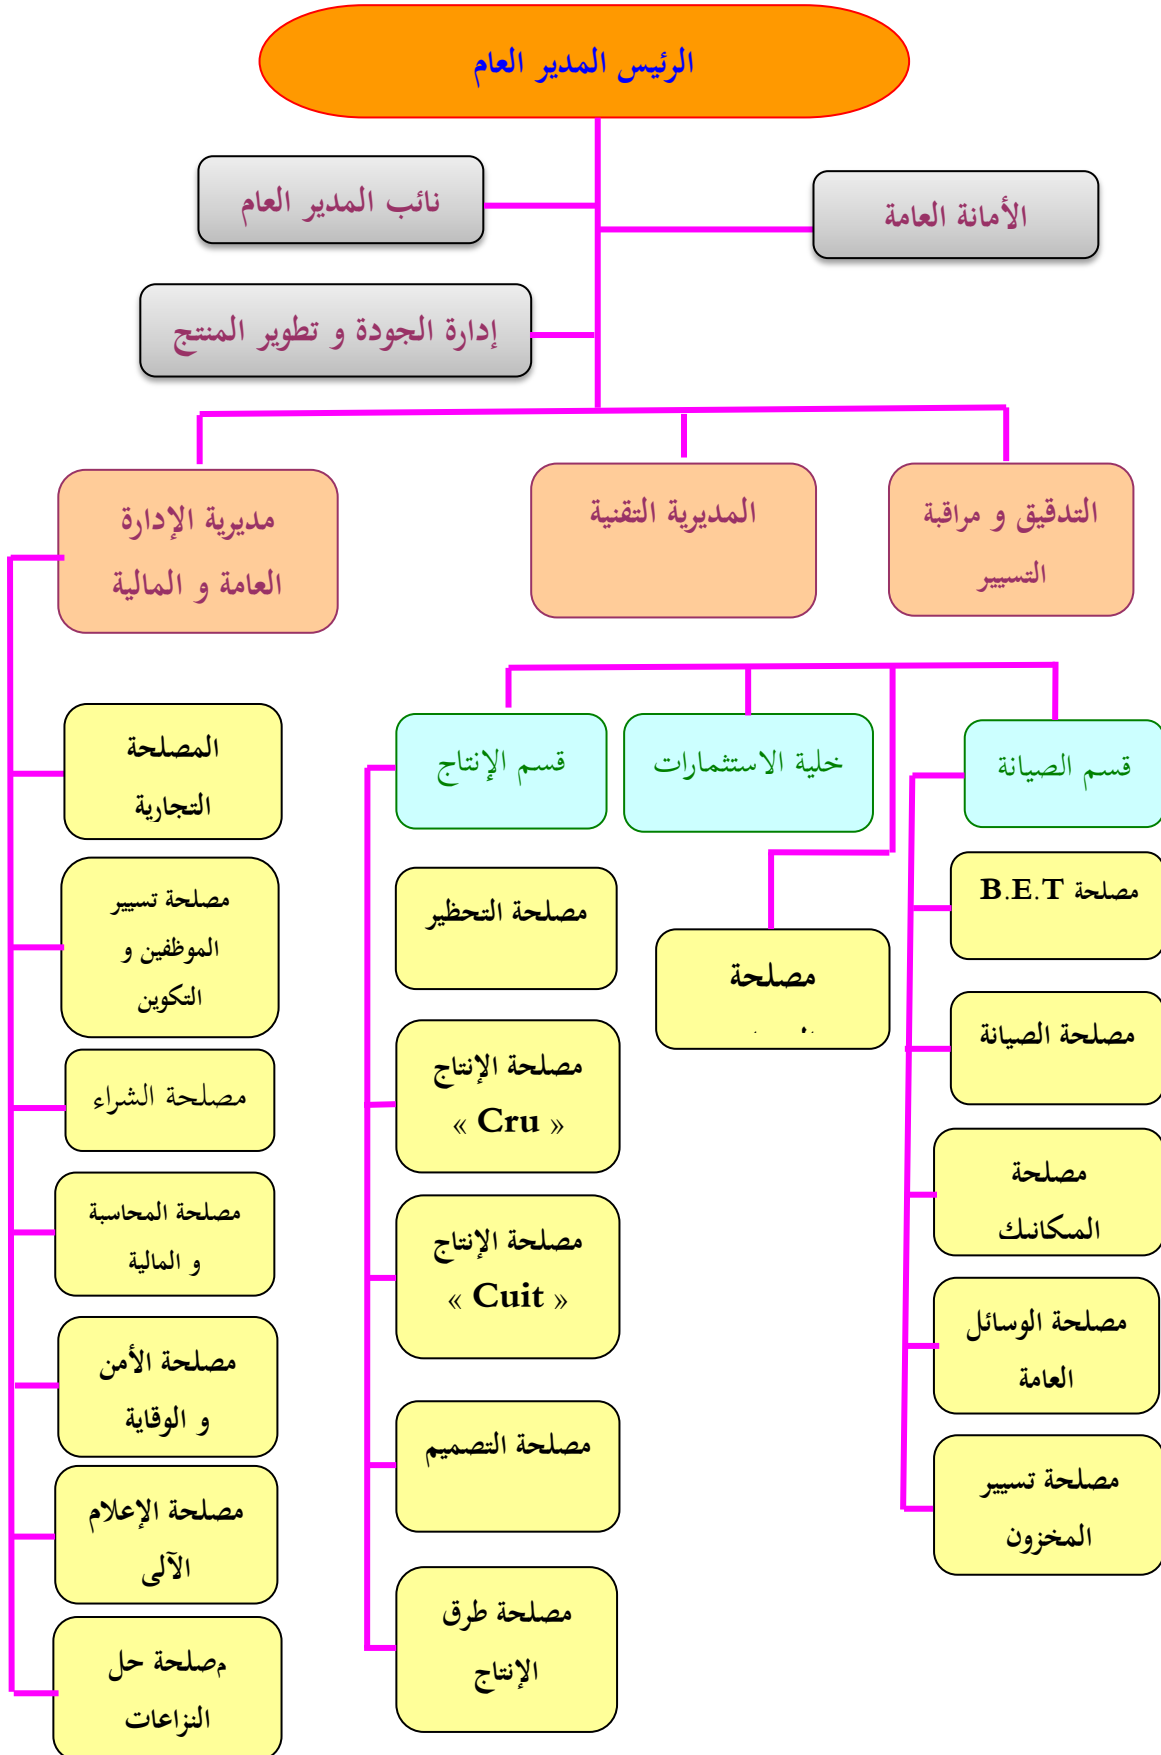 الرئيس المدير العام
نائب المدير العام
الأمانة العامة
إدارة الجودة و تطوير المنتج
التدقيق و مراقبة
التسيير
المديرية التقنية
مديرية الإدارة
العامة و المالية
قسم الصيانة
خلية الاستثمارات
قسم الإنتاج
مصلحة B.E.T
مصلحة الصيانة
مصلحة
الميكانيك
مصلحة الوسائل
العامة
مصلحة تسيير
المخزون
مصلحة
مصلحة التحظير
مصلحة الإنتاج
« Cru »
مصلحة الإنتاج
« Cuit »
مصلحة التصميم
مصلحة طرق
الإنتاج
المصلحة
التجارية
مصلحة تسيير
الموظفين و
التكوين
مصلحة الشراء
مصلحة المحاسبة
و المالية
مصلحة الأمن
و الوقاية
مصلحة الإعلام
الآلى
مصلحة حل
النزاعات